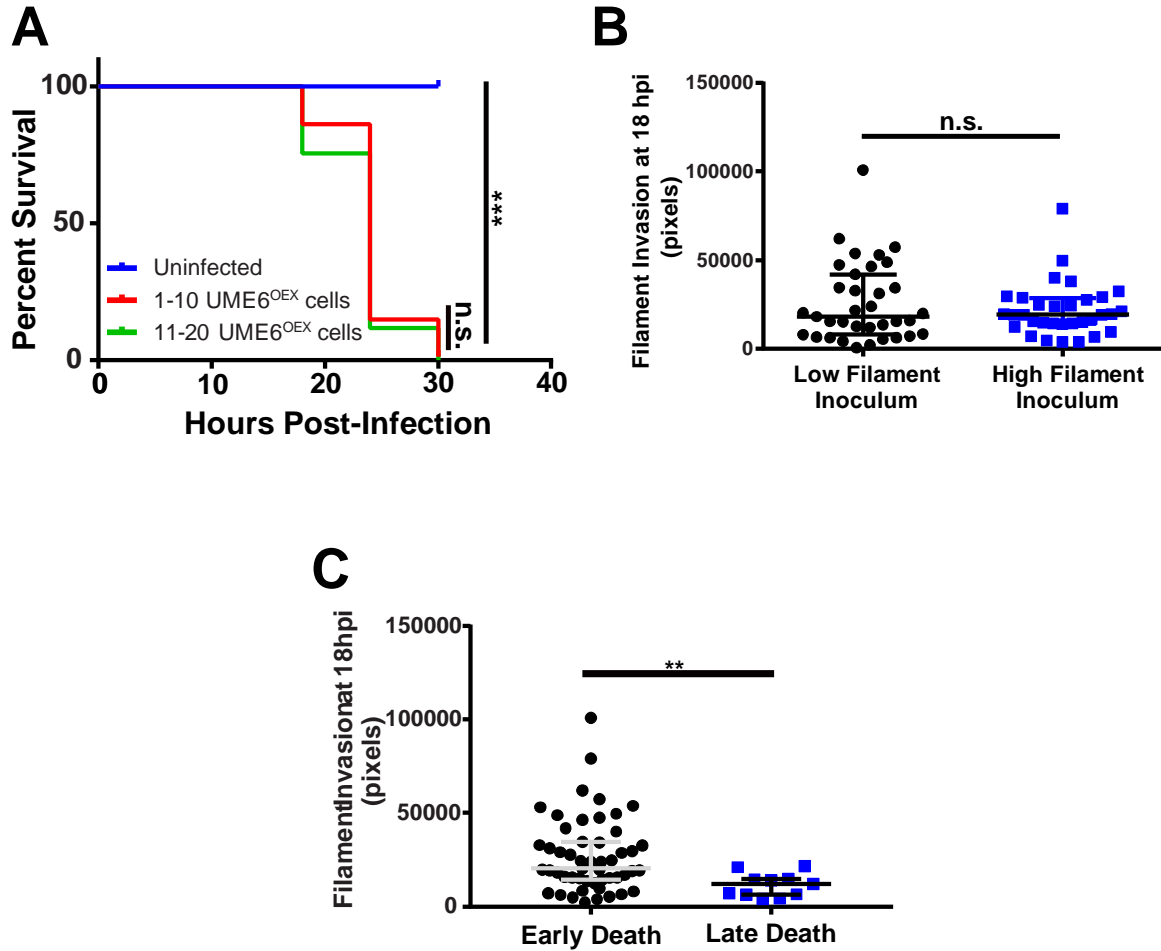 A
Percent Survival
100
50
0
Uninfected
1-10 UME6OEX cells
11-20 UME6OEX cells
n.s.
***
0 10 20 30 40
Hours Post-Infection
B
Filament Invasion at 18 hpi
(pixels)
150000
100000
50000
0
n.s.
Low Filament Inoculum
High Filament Inoculum
C
FilamentInvasionat 18hpi
(pixels)
150000
100000
50000
0
**
Early Death
Late Death